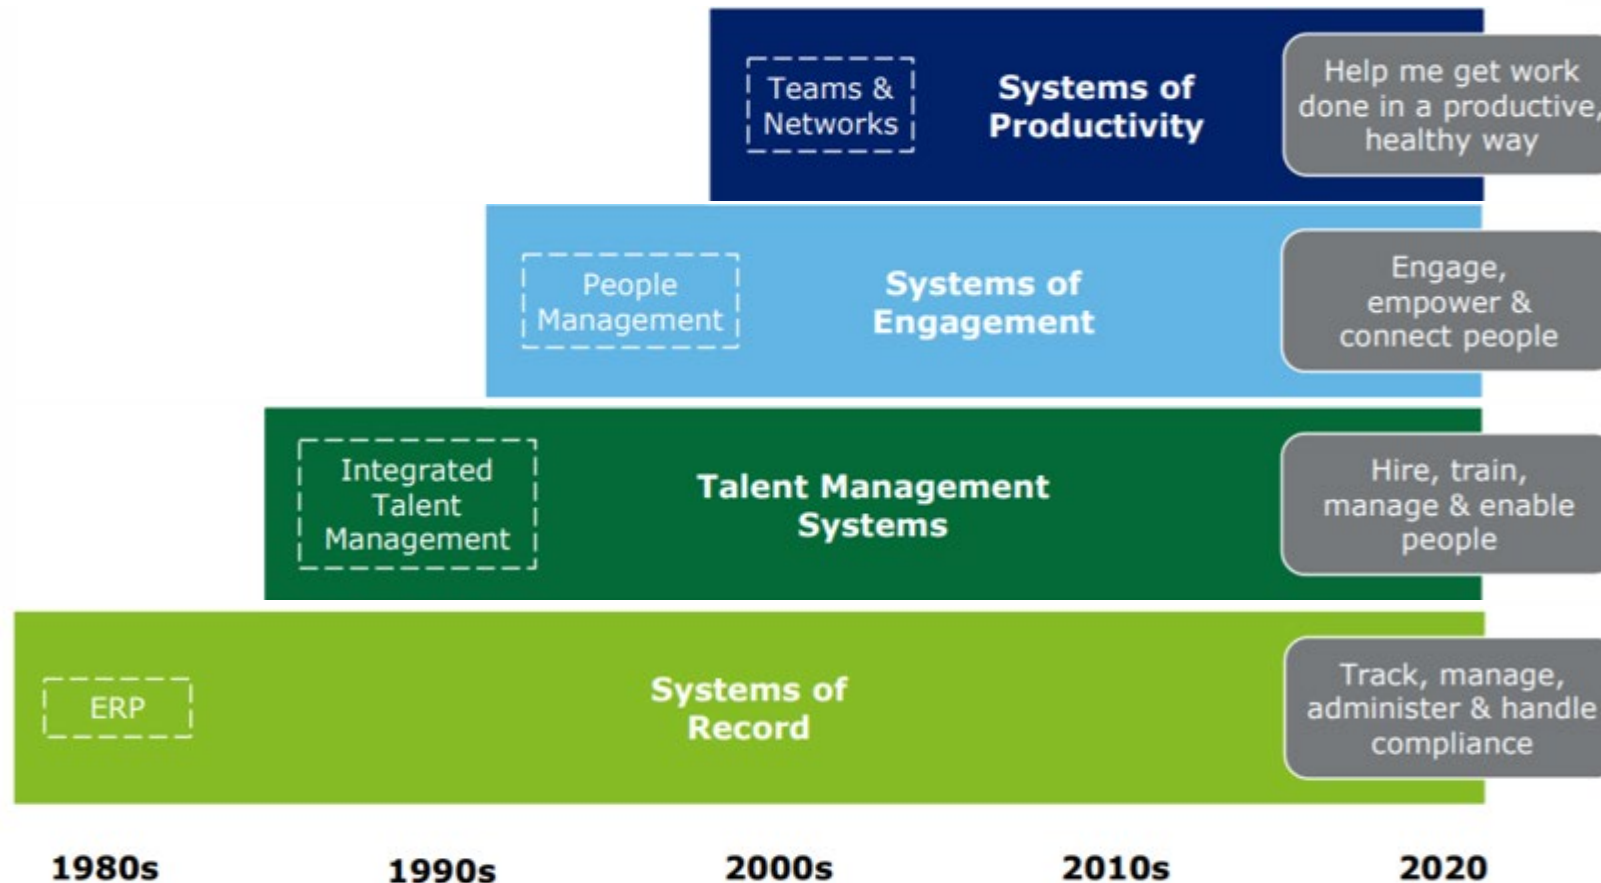 Teams &
Networks
Systems of
Productivity
Help me get work
done in a productive,
healthy way
People
Management
Systems of
Engagement
Engage,
empower &
connect people
Integrated
Talent
Management
Talent Management
Systems
Hire, train,
manage & enable
people
ERP
Systems of
Record
Track, manage,
administer & handle
compliance
1980s 1990s 2000s 2010s 2020